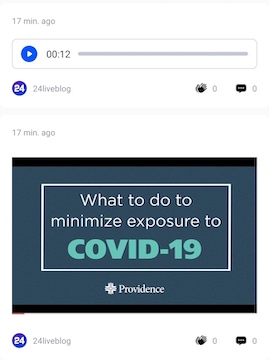 17 min. ago
00:12
24 24liveblog 0 0
17 min. ago
What to do to
minimize exposure to
COVID-19
Providence
24 24liveblog 0 0